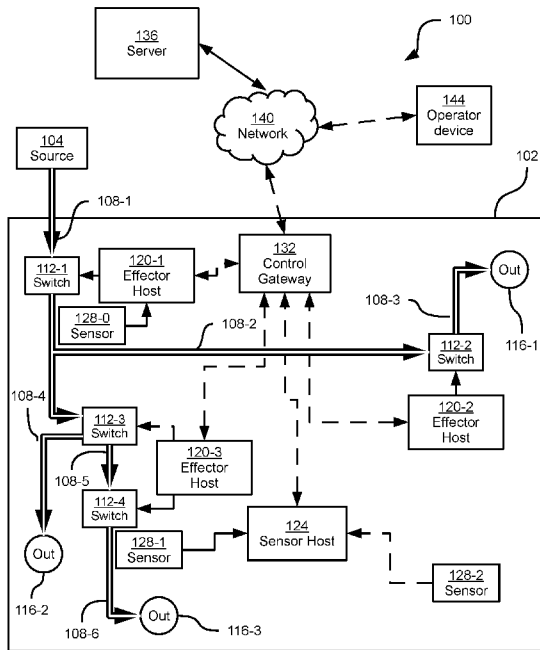 136
Server
100
144
Operator
device
140
Network
104
Source
102
108-1
132
Control
Gateway
120-1
Effector
Host
112-1
Switch
Out
128-0
Sensor
108-2
108-3
116-1
112-2
Switch
108-4
112-3
Switch
120-2
Effector
Host
120-3
Effector
Host
108-5
112-4
Switch
124
Sensor Host
128-1
Sensor
Out
128-2
Sensor
116-2
Out
108-6
116-3